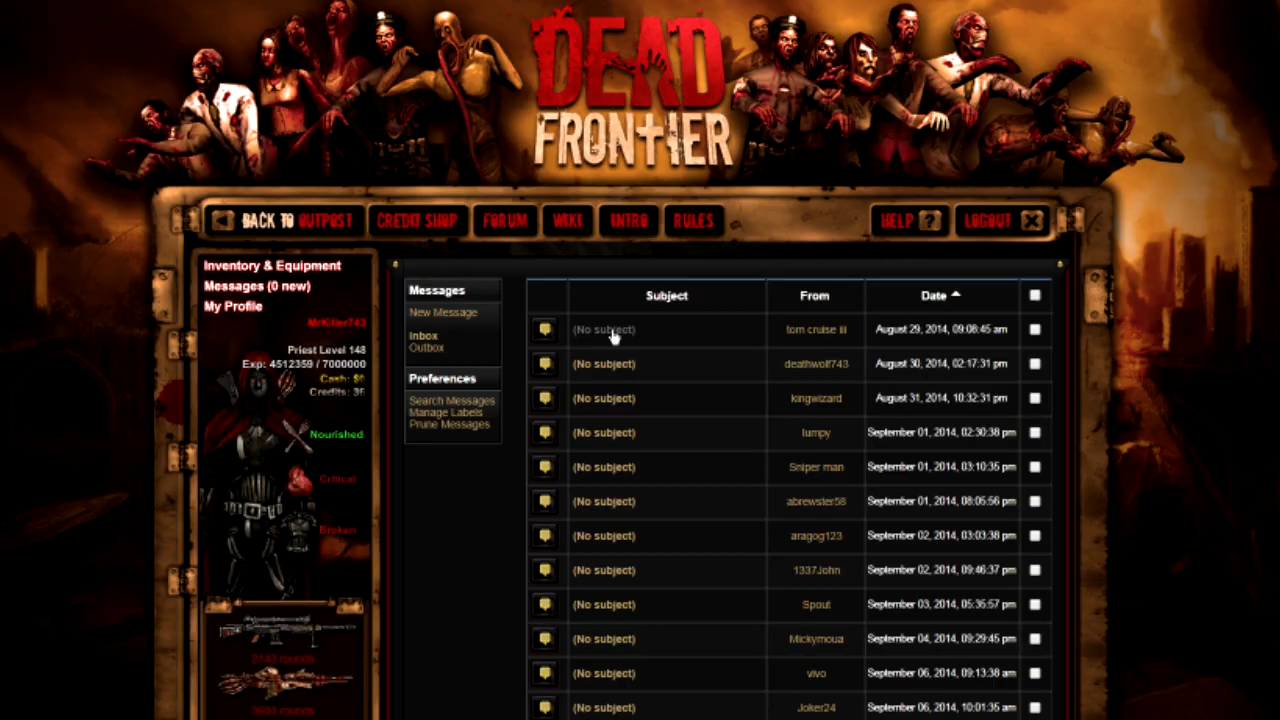 DEAD
FRONTIER
BACK TO OUTPOST
CREDIT SHOP
FORUM
WIKI
INTRO
RULES
HELP ?
LOGOUT
Inventory & Equipment
Messages (0 new)
My Profile
MrKiller743
Priest Level 148
Exp: 4512359 / 7000000
Cash: $6
Credits: 36
Nourished
Critical
Broken
3600 rounds
Messages
New Message
Inbox
Outbox
Preferences
Search Messages
Manage Labels
Prune Messages
Subject From Date
(No subject) tom cruise iii August 29, 2014, 09:08:45 am
(No subject) deathwolf743 August 30, 2014, 02:17:31 pm
(No subject) kingwizard August 31, 2014, 10:32:31 pm
(No subject) lumpy September 01, 2014, 02:30:38 pm
(No subject) Sniper man September 01, 2014, 03:10:35 pm
(No subject) abrewster58 September 01, 2014, 08:05:56 pm
(No subject) aragog123 September 02, 2014, 03:03:38 pm
(No subject) 1337John September 02, 2014, 09:46:37 pm
(No subject) Spout September 03, 2014, 05:35:57 pm
(No subject) Mickymoua September 04, 2014, 09:29:45 pm
(No subject) vivo September 06, 2014, 09:13:38 am
(No subject) Joker24 September 06, 2014, 10:01:35 am